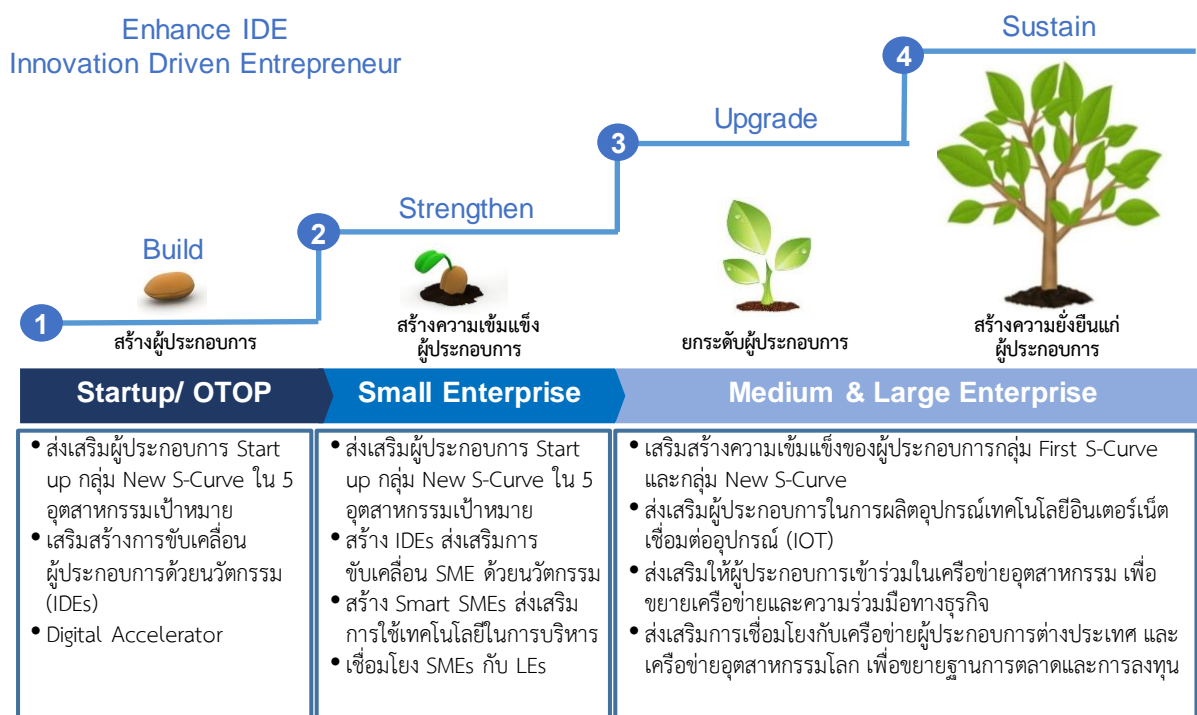 Enhance IDE
Innovation Driven Entrepreneur
1
Build
สร้างผู้ประกอบการ
2
Strengthen
สร้างความเข้มแข็ง
ผู้ประกอบการ
3
Upgrade
ยกระดับผู้ประกอบการ
4
Sustain
สร้างความยั่งยืนแก่
ผู้ประกอบการ
Startup/ OTOP
Small Enterprise
Medium & Large Enterprise
• ส่งเสริมผู้ประกอบการ Start
up กลุ่ม New S-Curve ใน 5
อุตสาหกรรมเป้าหมาย
• เสริมสร้างการขับเคลื่อน
ผู้ประกอบการด้วยนวัตกรรม
(IDEs)
• Digital Accelerator
• ส่งเสริมผู้ประกอบการ Start
up กลุ่ม New S-Curve ใน 5
อุตสาหกรรมเป้าหมาย
• สร้าง IDEs ส่งเสริมการ
ขับเคลื่อน SME ด้วยนวัตกรรม
• สร้าง Smart SMEs ส่งเสริม
การใช้เทคโนโลยีในการบริหาร
• เชื่อมโยง SMEs กับ LEs
• เสริมสร้างความเข้มแข็งของผู้ประกอบการกลุ่ม First S-Curve
และกลุ่ม New S-Curve
• ส่งเสริมผู้ประกอบการในการผลิตอุปกรณ์เทคโนโลยีอินเตอร์เน็ต
เชื่อมต่ออุปกรณ์ (IOT)
• ส่งเสริมให้ผู้ประกอบการเข้าร่วมในเครือข่ายอุตสาหกรรม เพื่อ
ขยายเครือข่ายและความร่วมมือทางธุรกิจ
• ส่งเสริมการเชื่อมโยงกับเครือข่ายผู้ประกอบการต่างประเทศ และ
เครือข่ายอุตสาหกรรมโลก เพื่อขยายฐานการตลาดและการลงทุน